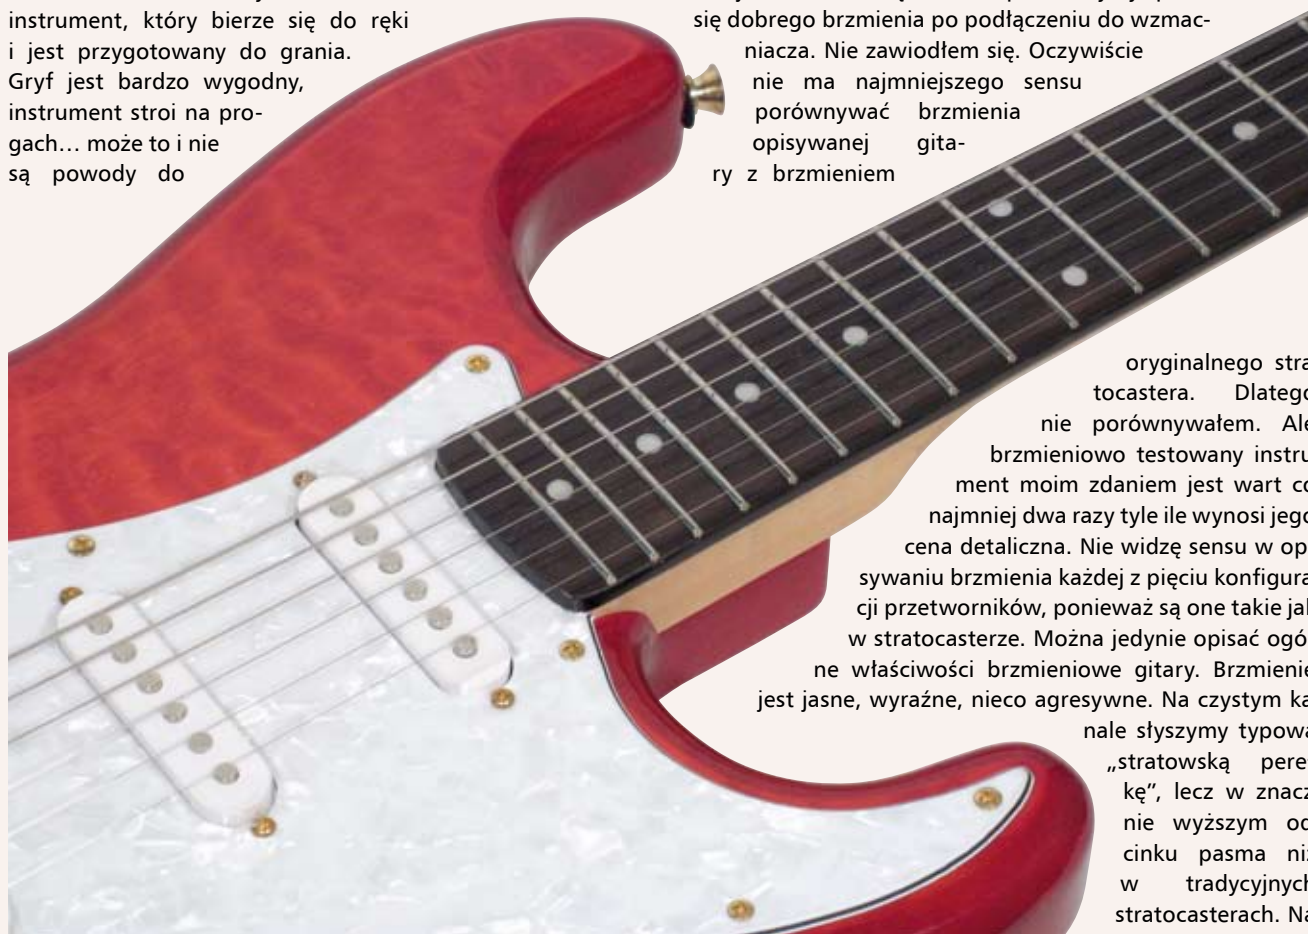 instrument, który bierze się do ręki
i jest przygotowany do grania.
Gryf jest bardzo wygodny,
instrument stroi na pro-
gach… może to i nie
są powody do
się dobrego brzmienia po podłączeniu do wzmac-
niacza. Nie zawiodłem się. Oczywiście
nie ma najmniejszego sensu
porównywać brzmienia
opisywanej gita-
ry z brzmieniem
oryginalnego stra
tocastera. Dlatego
nie porównywałem. Ale
brzmieniowo testowany instru
ment moim zdaniem jest wart co
najmniej dwa razy tyle ile wynosi jego
cena detaliczna. Nie widzę sensu w opi
sywaniu brzmienia każdej z pięciu konfigura
cji przetworników, ponieważ są one takie jak
w stratocasterze. Można jedynie opisać ogól
ne właściwości brzmieniowe gitary. Brzmienie
jest jasne, wyraźne, nieco agresywne. Na czystym ka
nale słyszymy typową
„stratowską pereł
kę”, lecz w znacz
nie wyższym od
cinku pasma niż
w tradycyjnych
stratocasterach. Na